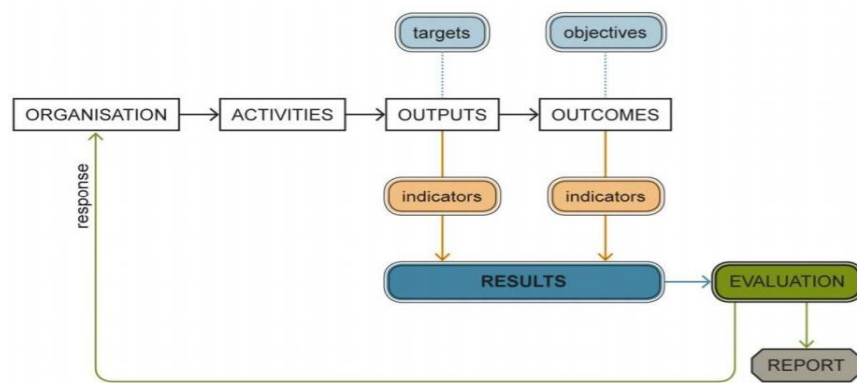 targets
objectives
ORGANISATION
ACTIVITIES
OUTPUTS
OUTCOMES
response
indicators
indicators
RESULTS
EVALUATION
REPORT